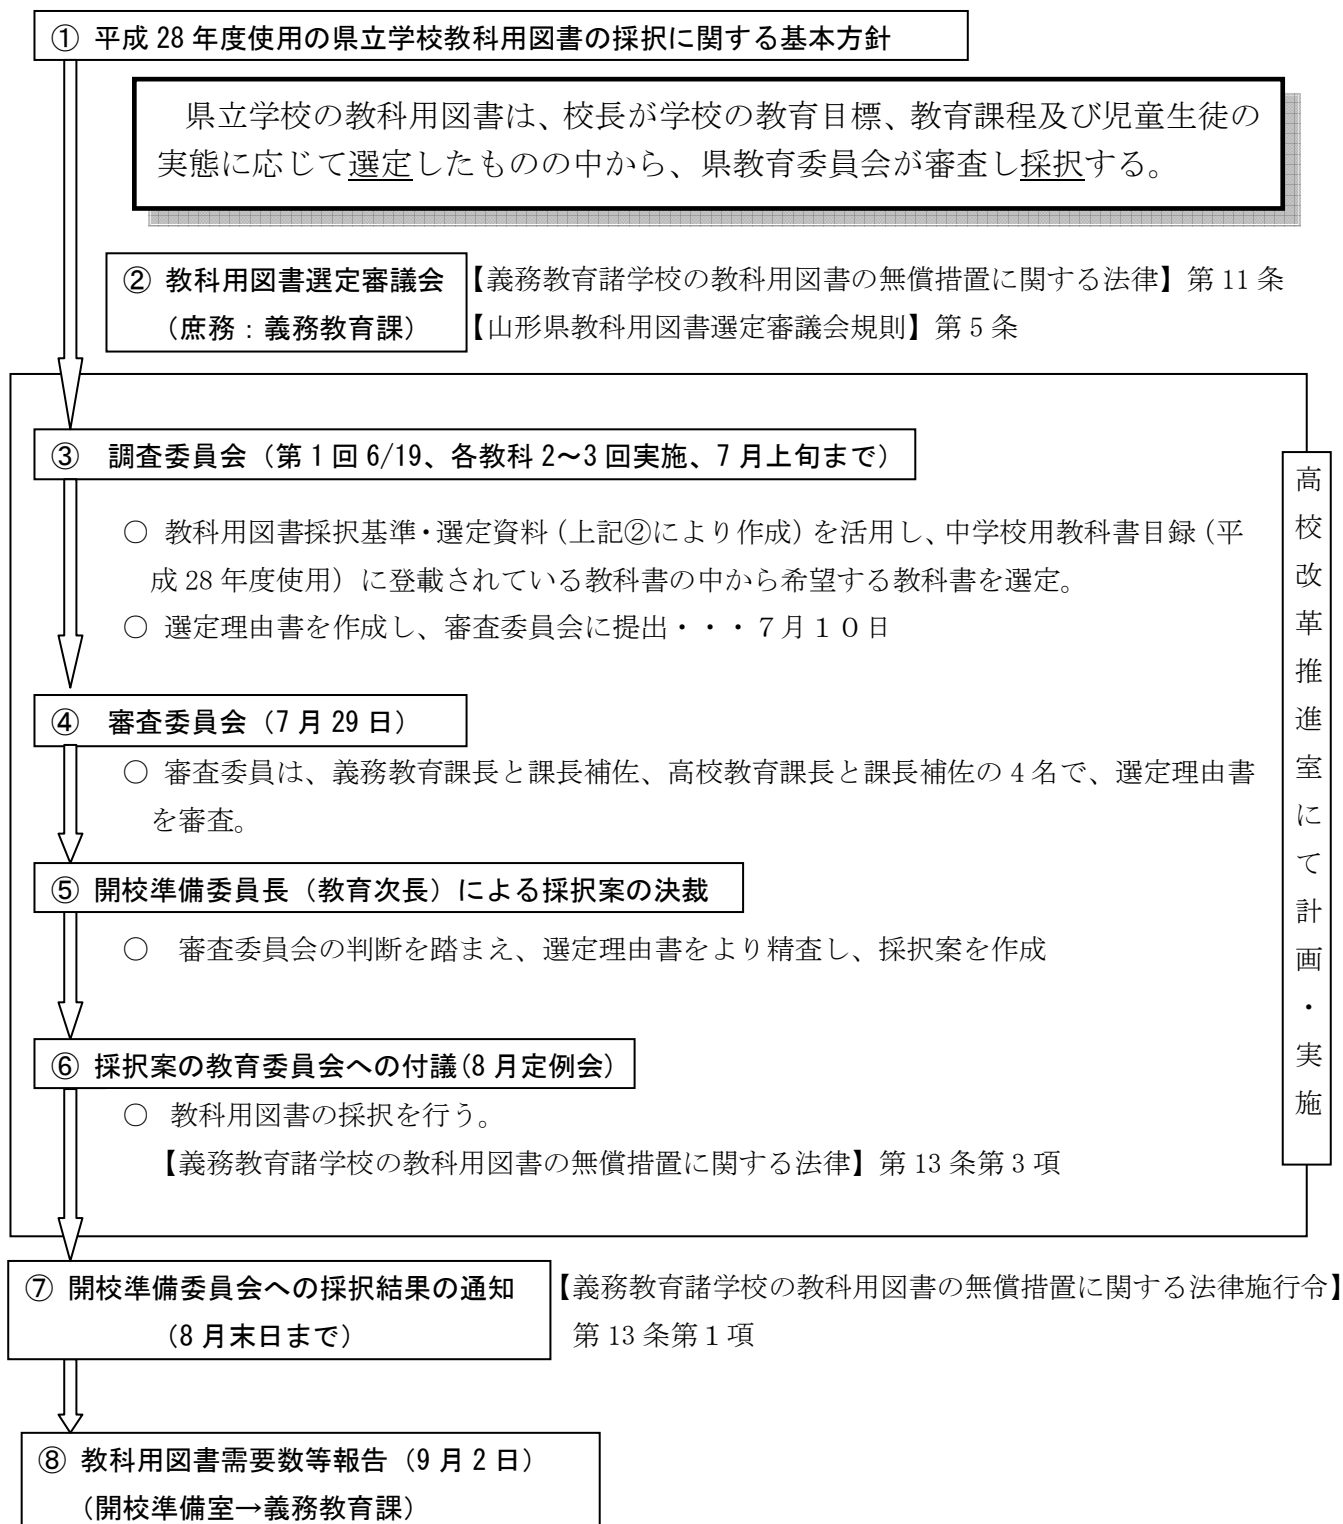 ① 平成 28 年度使用の県立学校教科用図書の採択に関する基本方針
県立学校の教科用図書は、校長が学校の教育目標、教育課程及び児童生徒の
実態に応じて選定したものの中から、県教育委員会が審査し採択する。
② 教科用図書選定審議会
（庶務：義務教育課）
【義務教育諸学校の教科用図書の無償措置に関する法律】第 11 条
【山形県教科用図書選定審議会規則】第 5 条
③ 調査委員会（第 1 回 6/19、各教科 2～3 回実施、7 月上旬まで）
○ 教科用図書採択基準・選定資料（上記②により作成）を活用し、中学校用教科書目録（平
成 28 年度使用）に登載されている教科書の中から希望する教科書を選定。
○ 選定理由書を作成し、審査委員会に提出・・・７月１０日
④ 審査委員会（7 月 29 日）
○ 審査委員は、義務教育課長と課長補佐、高校教育課長と課長補佐の 4 名で、選定理由書
を審査。
⑤ 開校準備委員長（教育次長）による採択案の決裁
○ 審査委員会の判断を踏まえ、選定理由書をより精査し、採択案を作成
⑥ 採択案の教育委員会への付議(8 月定例会)
○ 教科用図書の採択を行う。
【義務教育諸学校の教科用図書の無償措置に関する法律】第 13 条第 3 項
高校改革推進室にて計画・実施
⑦ 開校準備委員会への採択結果の通知
（8 月末日まで）
【義務教育諸学校の教科用図書の無償措置に関する法律施行令】
第 13 条第１項
⑧ 教科用図書需要数等報告（9 月 2 日）
（開校準備室→義務教育課）